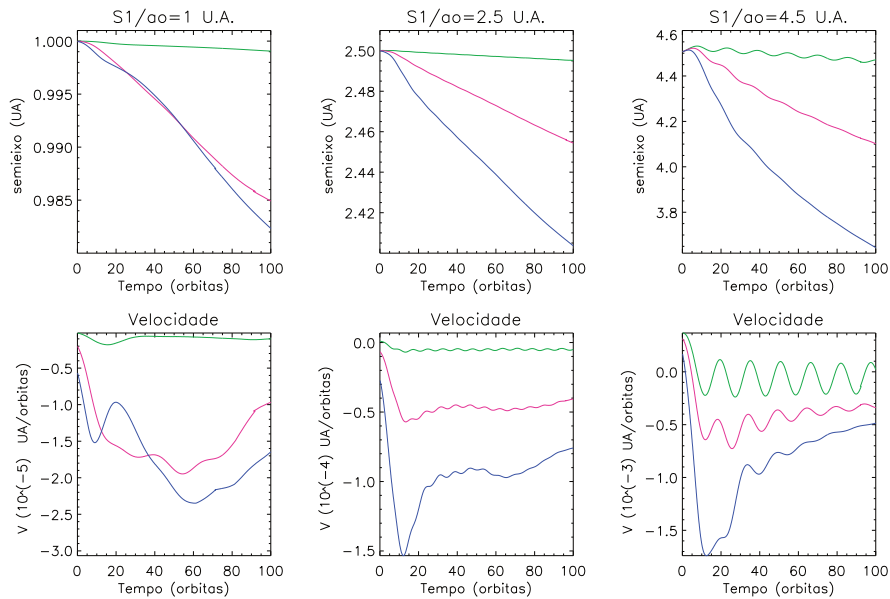 S1/ao=1 U.A.
semieixo (UA)
1.000
0.995
0.990
0.985
0 20 40 60 80 100
Tempo (orbitas)
S1/ao=2.5 U.A.
semieixo (UA)
2.50
2.48
2.46
2.44
2.42
0 20 40 60 80 100
Tempo (orbitas)
S1/ao=4.5 U.A.
semieixo (UA)
4.6
4.4
4.2
4.0
3.8
0 20 40 60 80 100
Tempo (orbitas)
Velocidade
V (10^(-5) UA/orbitas)
-0.5
-1.0
-1.5
-2.0
-2.5
-3.0
0 20 40 60 80 100
Tempo (orbitas)
Velocidade
V (10^(-4) UA/orbitas)
0.0
-0.5
-1.0
-1.5
0 20 40 60 80 100
Tempo (orbitas)
Velocidade
V (10^(-3) UA/orbitas)
0.0
-0.5
-1.0
-1.5
0 20 40 60 80 100
Tempo (orbitas)